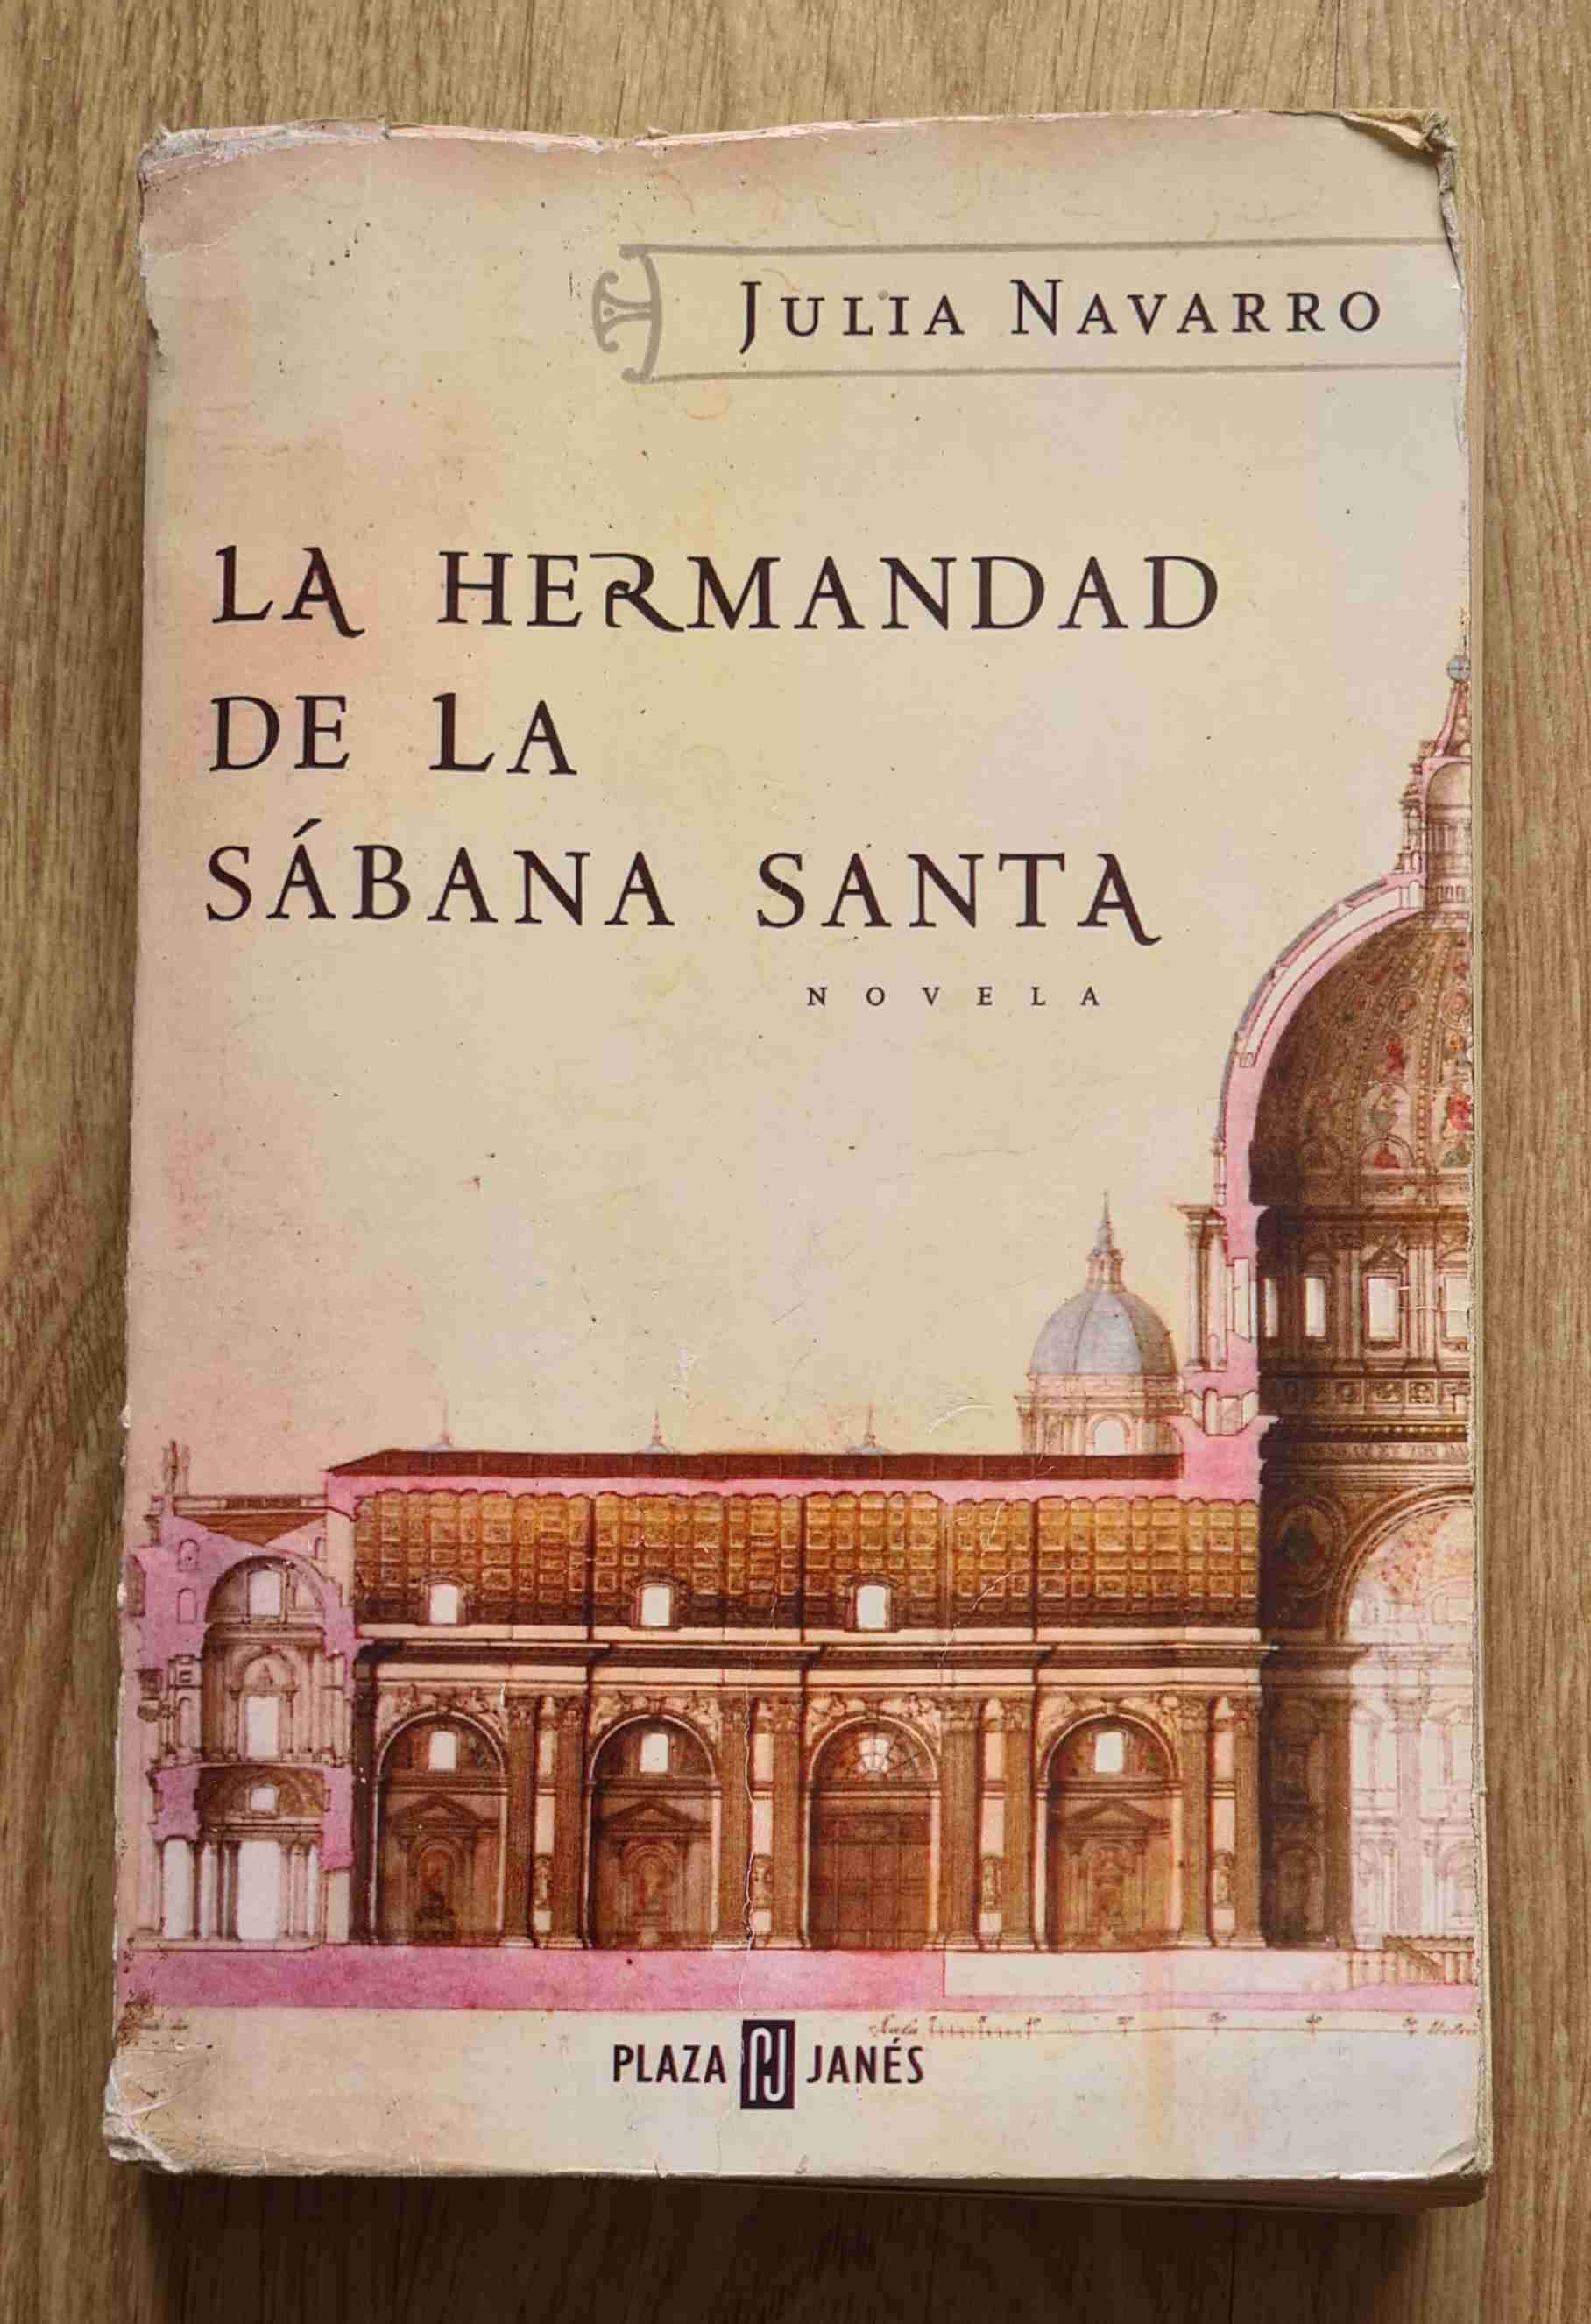 JULIA NAVARRO
LA HERMANDAD
DE LA
SÁBANA SANTA
NOVELA
PLAZA JANÉS